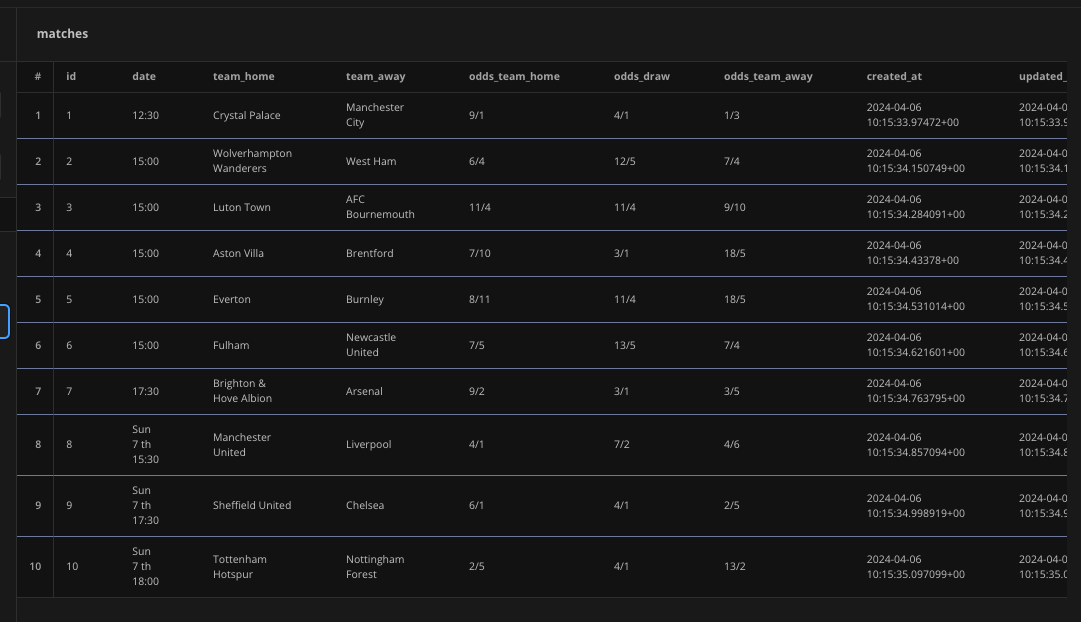 matches
# id date team_home team_away odds_team_home odds_draw odds_team_away created_at updated_
1 1 12:30 Crystal Palace Manchester City 9/1 4/1 1/3 2024-04-06 10:15:33.97472+00 2024-04-0 10:15:33.9
2 2 15:00 Wolverhampton Wanderers West Ham 6/4 12/5 7/4 2024-04-06 10:15:34.150749+00 2024-04-0 10:15:34.1
3 3 15:00 Luton Town AFC Bournemouth 11/4 11/4 9/10 2024-04-06 10:15:34.284091+00 2024-04-0 10:15:34.2
4 4 15:00 Aston Villa Brentford 7/10 3/1 18/5 2024-04-06 10:15:34.43378+00 2024-04-0 10:15:34.4
5 5 15:00 Everton Burnley 8/11 11/4 18/5 2024-04-06 10:15:34.531014+00 2024-04-0 10:15:34.5
6 6 15:00 Fulham Newcastle United 7/5 13/5 7/4 2024-04-06 10:15:34.621601+00 2024-04-0 10:15:34.6
7 7 17:30 Brighton & Hove Albion Arsenal 9/2 3/1 3/5 2024-04-06 10:15:34.763795+00 2024-04-0 10:15:34.7
8 8 Sun 7 th 15:30 Manchester United Liverpool 4/1 7/2 4/6 2024-04-06 10:15:34.857094+00 2024-04-0 10:15:34.8
9 9 Sun 7 th 17:30 Sheffield United Chelsea 6/1 4/1 2/5 2024-04-06 10:15:34.998919+00 2024-04-0 10:15:34.9
10 10 Sun 7 th 18:00 Tottenham Hotspur Nottingham Forest 2/5 4/1 13/2 2024-04-06 10:15:35.097099+00 2024-04-0 10:15:35.0